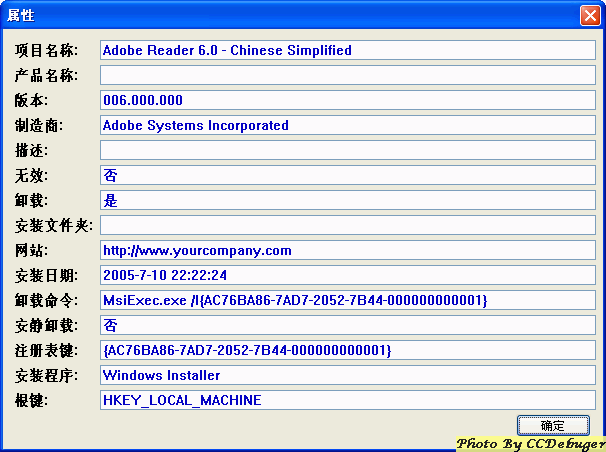 属性
项目名称: Adobe Reader 6.0 - Chinese Simplified
产品名称:
版本: 006.000.000
制造商: Adobe Systems Incorporated
描述:
无效: 否
卸载: 是
安装文件夹:
网站: http://www.yourcompany.com
安装日期: 2005-7-10 22:22:24
卸载命令: MsiExec.exe /I{AC76BA86-7AD7-2052-7B44-000000000001}
安静卸载: 否
注册表键: {AC76BA86-7AD7-2052-7B44-000000000001}
安装程序: Windows Installer
根键: HKEY_LOCAL_MACHINE
确定
Photo By CCDebuger